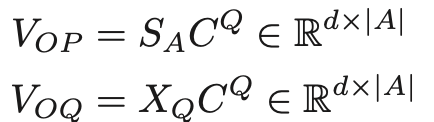 V_{OP} = S_A C^Q ∈ ℝ^{d×|A|}
V_{OQ} = X_Q C^Q ∈ ℝ^{d×|A|}